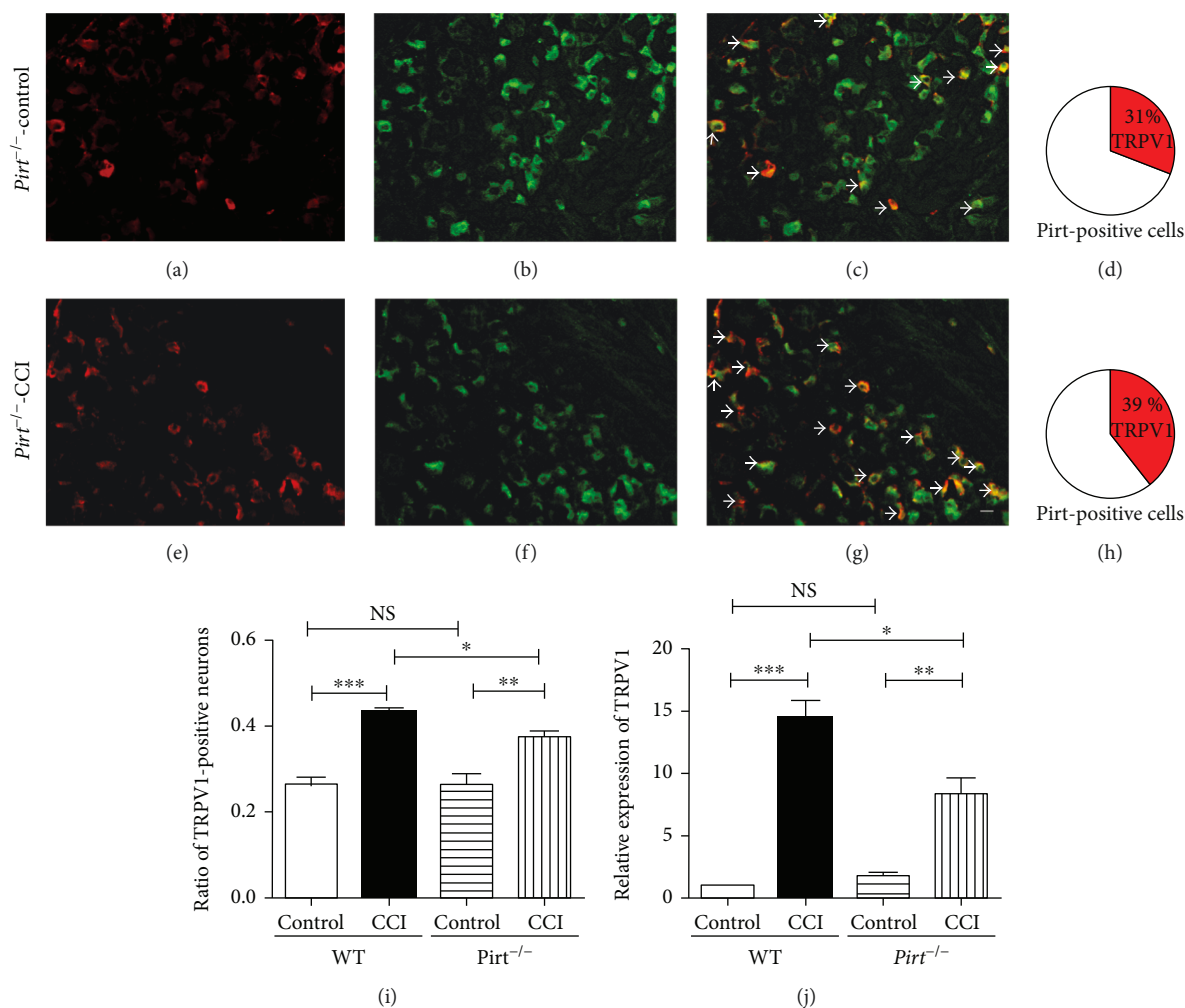 Pirt−/−-control
31%
TRPV1
Pirt-positive cells
(a)
(b)
(c)
(d)
Pirt−/−-CCI
39 %
TRPV1
Pirt-positive cells
(e)
(f)
(g)
(h)
Ratio of TRPV1-positive neurons
0.6
0.4
0.2
0.0
NS
*
***
**
Control
CCI
Control
CCI
WT
Pirt−/−
(i)
Relative expression of TRPV1
20
15
10
5
0
NS
*
***
**
Control
CCI
Control
CCI
WT
Pirt−/−
(j)